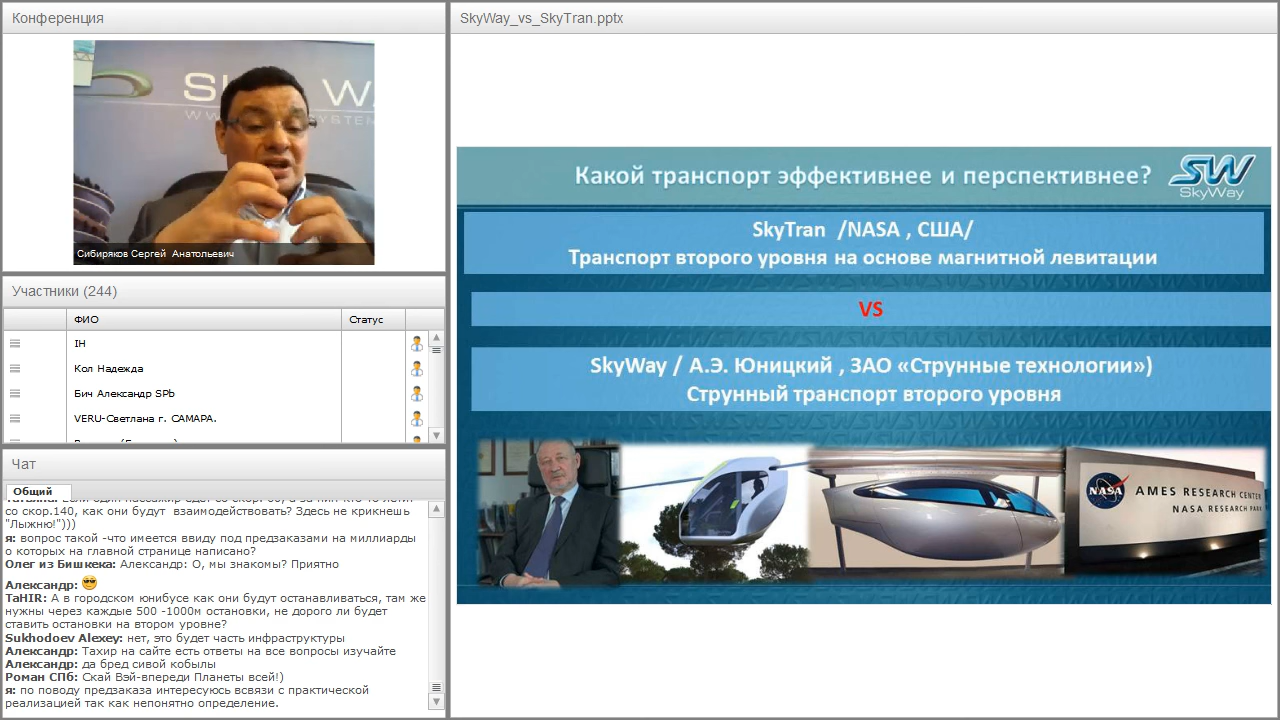 Конференция
SkyWay_vs_SkyTran.pptx
Сибиряков Сергей Анатольевич
Участники (244)
ФИО
Статус
IH
Кол Надежда
Бич Александр SPb
VERU-Светлана г. САМАРА.
Чат
Общий
со скор.140, как они будут взаимодействовать? Здесь не крикнешь
"Лыжню!")))
я: вопрос такой -что имеется ввиду под предзаказами на миллиарды
о которых на главной странице написано?
Олег из Бишкека: Александр: О, мы знакомы? Приятно
Александр:
TaHIR: А в городском юнибусе как они будут останавливаться, там же
нужны через каждые 500 -1000м остановки, не дорого ли будет
ставить остановки на втором уровне?
Sukhodoev Alexey: нет, это будет часть инфраструктуры
Александр: Тахир на сайте есть ответы на все вопросы изучайте
Александр: да бред сивой кобылы
Роман СПб: Скай Вэй-впереди Планеты всей!)
я: по поводу предзаказа интересуюсь всвязи с практической
реализацией так как непонятно определение.
Какой транспорт эффективнее и перспективнее?
SW
SkyWay
SkyTran /NASA , США/
Транспорт второго уровня на основе магнитной левитации
VS
SkyWay / А.Э. Юницкий , ЗАО «Струнные технологии»)
Струнный транспорт второго уровня
NASA
AMES RESEARCH CENTER
NASA RESEARCH PARK